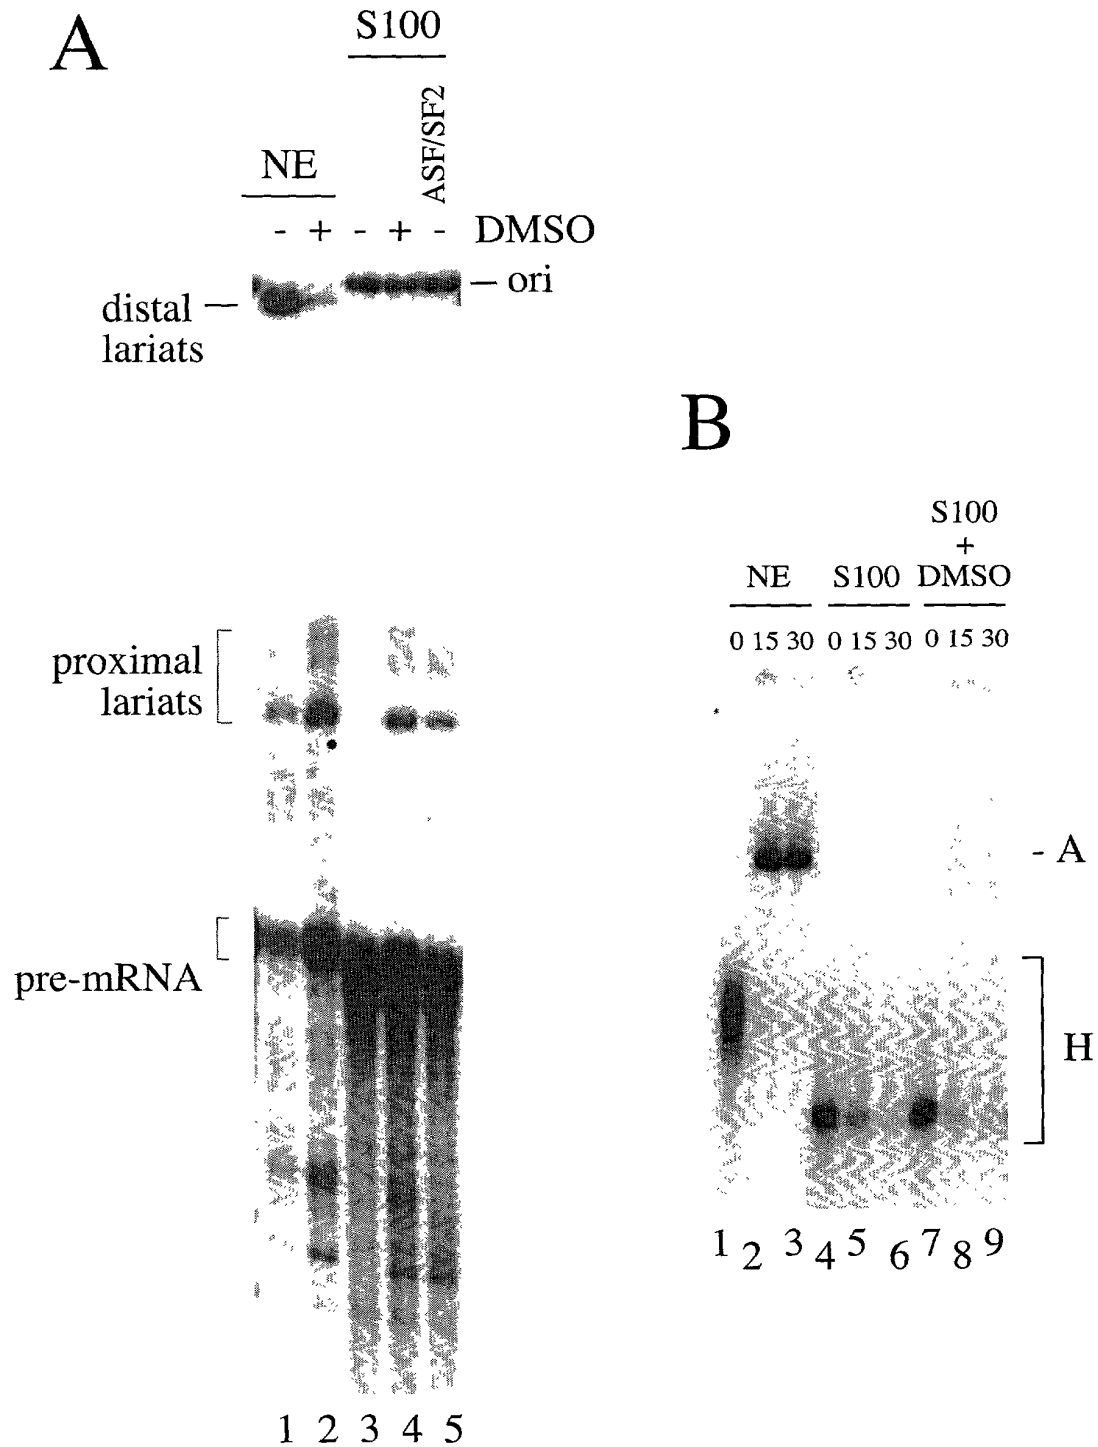 A
S100
ASF/SF2
NE
- + - + - DMSO
- ori
distal
lariats
proximal
lariats
pre-mRNA
1 2 3 4 5
B
S100
+
NE S100 DMSO
0 15 30 0 15 30 0 15 30
- A
H
1 2 3 4 5 6 7 8 9